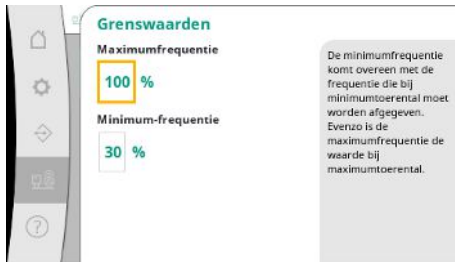 Grenswaarden
Maximumfrequentie
100 %
Minimum-frequentie
30 %
De minimumfrequentie
komt overeen met de
frequentie die bij
minimumtoerental moet
worden afgegeven.
Evenzo is de
maximumfrequentie de
waarde bij
maximumtoerental.
?